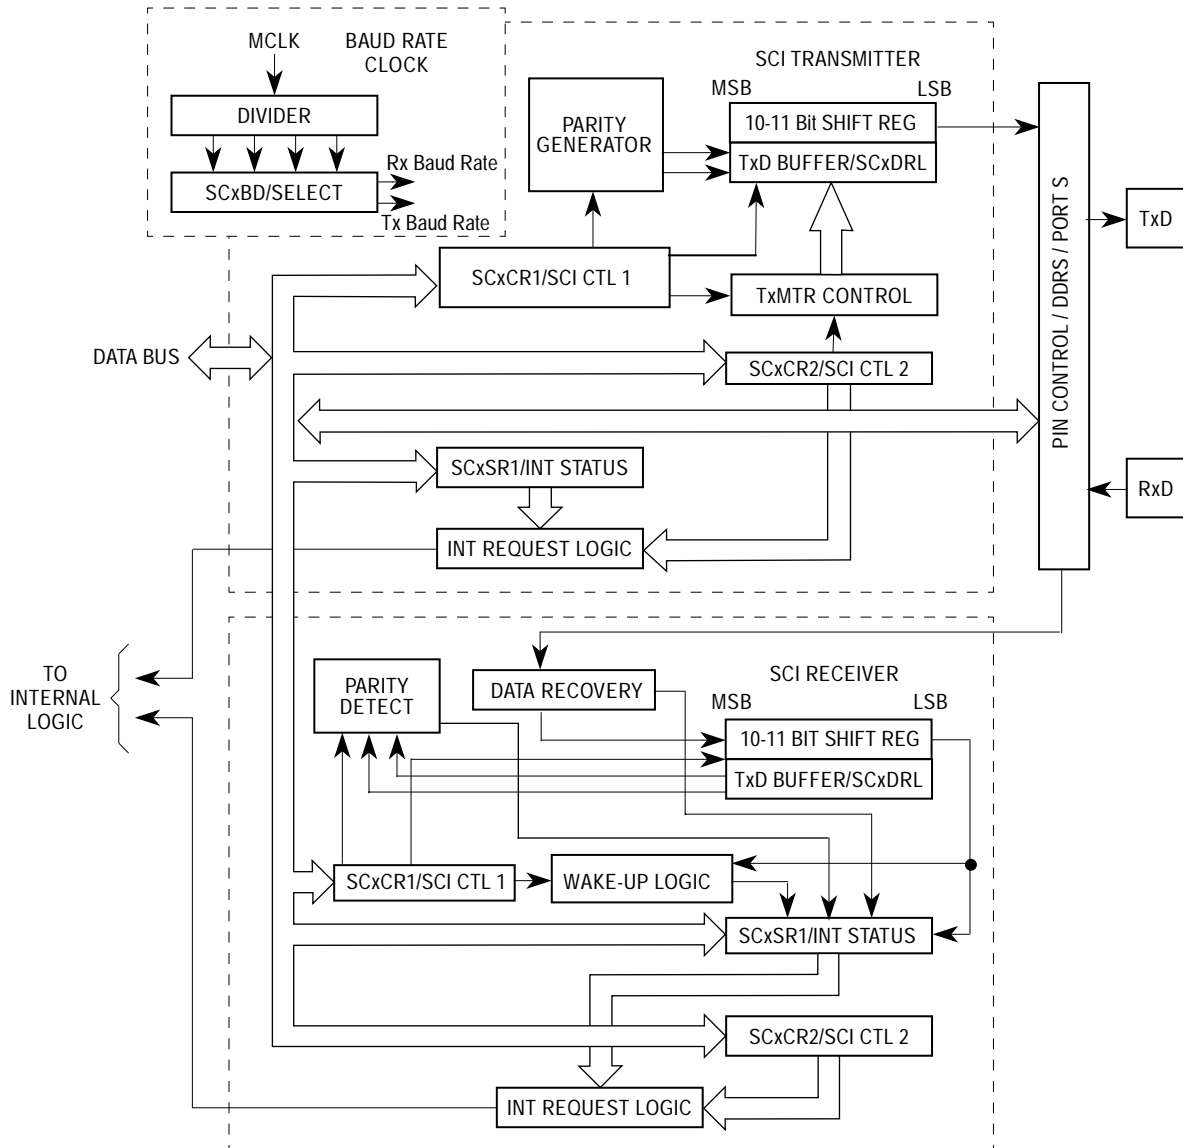 MCLK
BAUD RATE
CLOCK
DIVIDER
SCxBD/SELECT
Rx Baud Rate
Tx Baud Rate
SCI TRANSMITTER
MSB
LSB
PARITY
GENERATOR
10-11 Bit SHIFT REG
TxD BUFFER/SCxDRL
SCxCR1/SCI CTL 1
TxMTR CONTROL
DATA BUS
SCxCR2/SCI CTL 2
SCxSR1/INT STATUS
INT REQUEST LOGIC
PIN CONTROL / DDRS / PORT S
TxD
RxD
TO
INTERNAL
LOGIC
SCI RECEIVER
PARITY
DETECT
DATA RECOVERY
MSB
LSB
10-11 BIT SHIFT REG
TxD BUFFER/SCxDRL
SCxCR1/SCI CTL 1
WAKE-UP LOGIC
SCxSR1/INT STATUS
SCxCR2/SCI CTL 2
INT REQUEST LOGIC